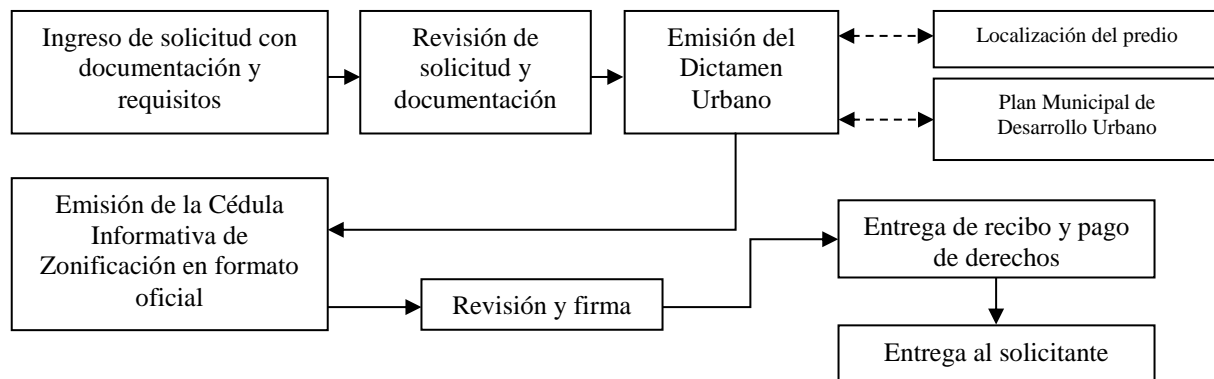 Ingreso de solicitud con
documentación y
requisitos
Revisión de
solicitud y
documentación
Emisión del
Dictamen
Urbano
Localización del predio
Plan Municipal de
Desarrollo Urbano
Emisión de la Cédula
Informativa de
Zonificación en formato
oficial
Revisión y firma
Entrega de recibo y pago
de derechos
Entrega al solicitante